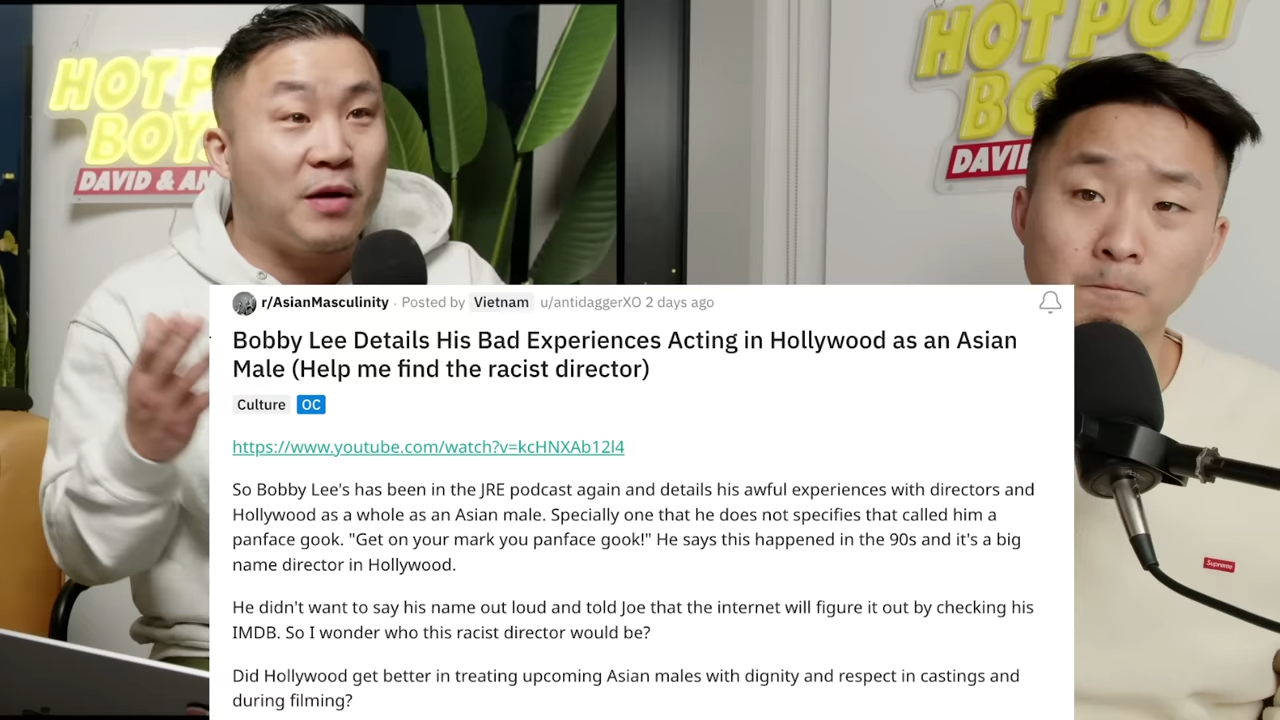 HOT P
BOYS
DAVID & AN
HOT POT
BO
DAVI
r/AsianMasculinity · Posted by Vietnam u/antidaggerXO 2 days ago
Bobby Lee Details His Bad Experiences Acting in Hollywood as an Asian
Male (Help me find the racist director)
Culture OC
https://www.youtube.com/watch?v=kcHNXAb12l4
So Bobby Lee's has been in the JRE podcast again and details his awful experiences with directors and
Hollywood as a whole as an Asian male. Specially one that he does not specifies that called him a
panface gook. "Get on your mark you panface gook!" He says this happened in the 90s and it's a big
name director in Hollywood.
He didn't want to say his name out loud and told Joe that the internet will figure it out by checking his
IMDB. So I wonder who this racist director would be?
Did Hollywood get better in treating upcoming Asian males with dignity and respect in castings and
during filming?
Supreme